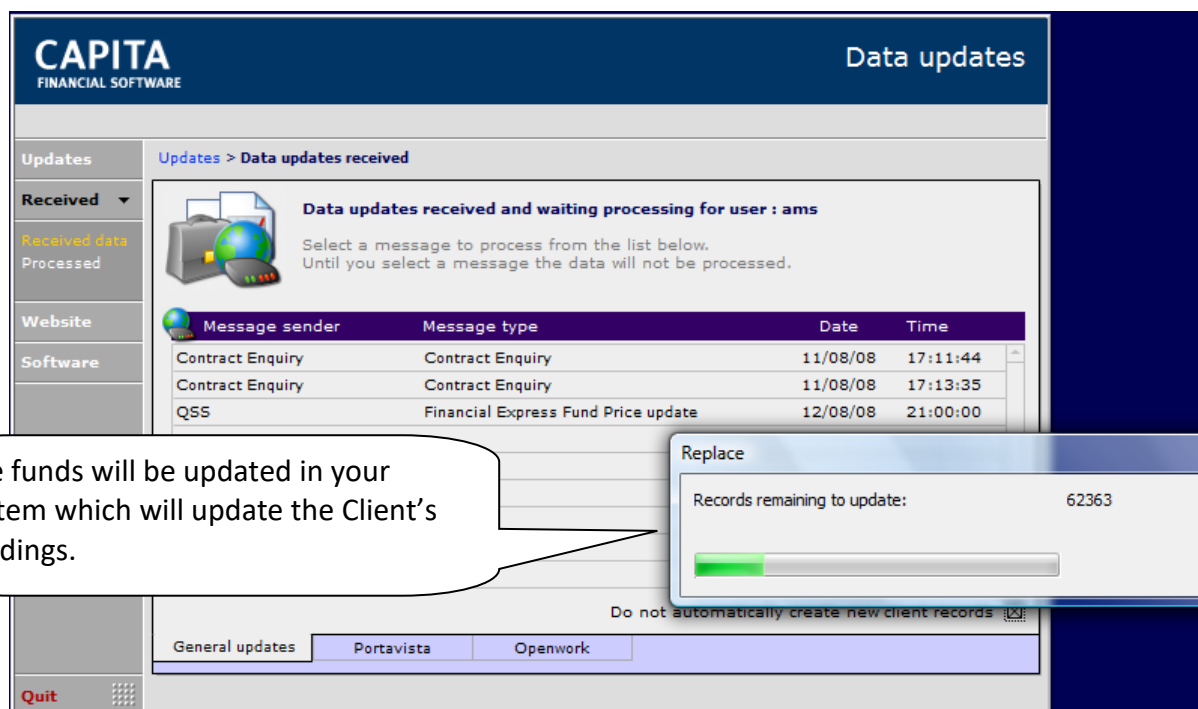 CAPITA
FINANCIAL SOFTWARE
Data updates
Updates
Updates > Data updates received
Received
Received data
Processed
Website
Software
Data updates received and waiting processing for user : ams
Select a message to process from the list below.
Until you select a message the data will not be processed.
Message sender Message type Date Time
Contract Enquiry Contract Enquiry 11/08/08 17:11:44
Contract Enquiry Contract Enquiry 11/08/08 17:13:35
QSS Financial Express Fund Price update 12/08/08 21:00:00
funds will be updated in your
which will update the Client's
Replace
Records remaining to update: 62363
Do not automatically create new client records
General updates Portavista Openwork
Quit